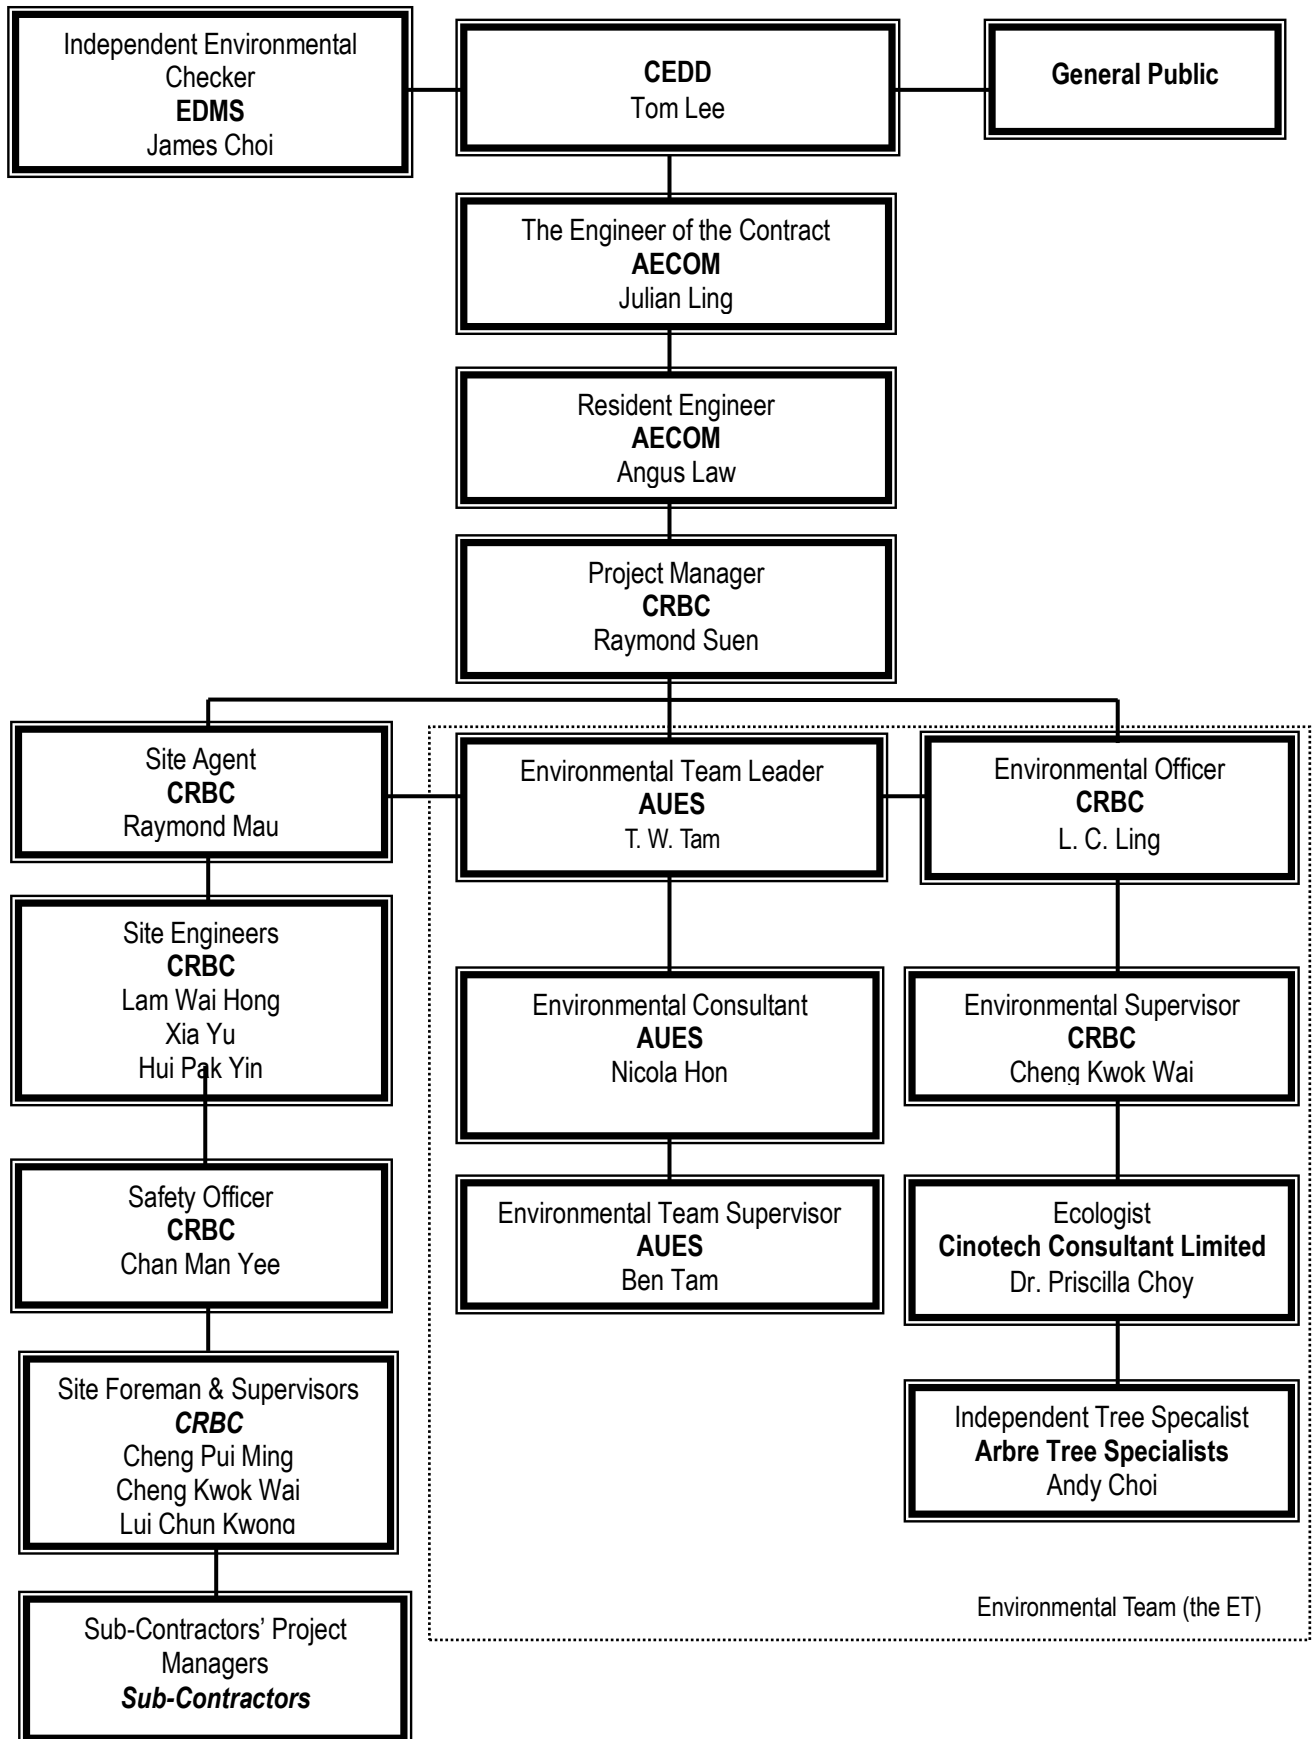 Independent Environmental
Checker
EDMS
James Choi
CEDD
Tom Lee
General Public
The Engineer of the Contract
AECOM
Julian Ling
Resident Engineer
AECOM
Angus Law
Project Manager
CRBC
Raymond Suen
Site Agent
CRBC
Raymond Mau
Environmental Team Leader
AUES
T. W. Tam
Environmental Officer
CRBC
L. C. Ling
Site Engineers
CRBC
Lam Wai Hong
Xia Yu
Hui Pak Yin
Environmental Consultant
AUES
Nicola Hon
Environmental Supervisor
CRBC
Cheng Kwok Wai
Safety Officer
CRBC
Chan Man Yee
Environmental Team Supervisor
AUES
Ben Tam
Ecologist
Cinotech Consultant Limited
Dr. Priscilla Choy
Site Foreman & Supervisors
CRBC
Cheng Pui Ming
Cheng Kwok Wai
Lui Chun Kwong
Independent Tree Specalist
Arbre Tree Specialists
Andy Choi
Environmental Team (the ET)
Sub-Contractors’ Project
Managers
Sub-Contractors